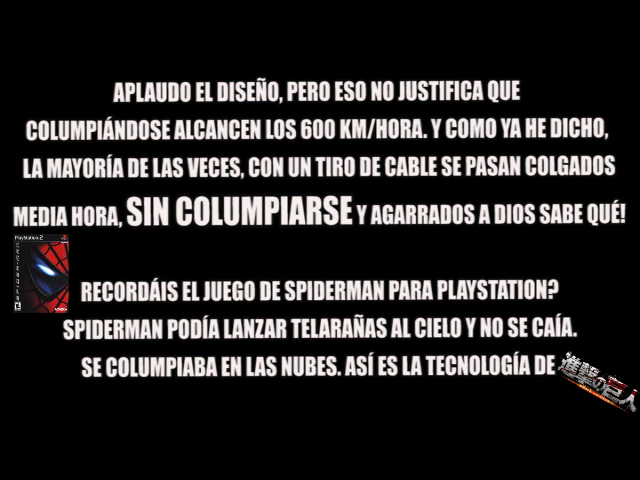 APLAUDO EL DISEÑO, PERO ESO NO JUSTIFICA QUE
COLUMPIÁNDOSE ALCANCEN LOS 600 KM/HORA. Y COMO YA HE DICHO,
LA MAYORÍA DE LAS VECES, CON UN TIRO DE CABLE SE PASAN COLGADOS
MEDIA HORA, SIN COLUMPIARSE Y AGARRADOS A DIOS SABE QUÉ!
PlayStation 2
RECORDÁIS EL JUEGO DE SPIDERMAN PARA PLAYSTATION?
SPIDERMAN PODÍA LANZAR TELARAÑAS AL CIELO Y NO SE CAÍA.
SE COLUMPIABA EN LAS NUBES. ASÍ ES LA TECNOLOGÍA DE 進撃の巨人